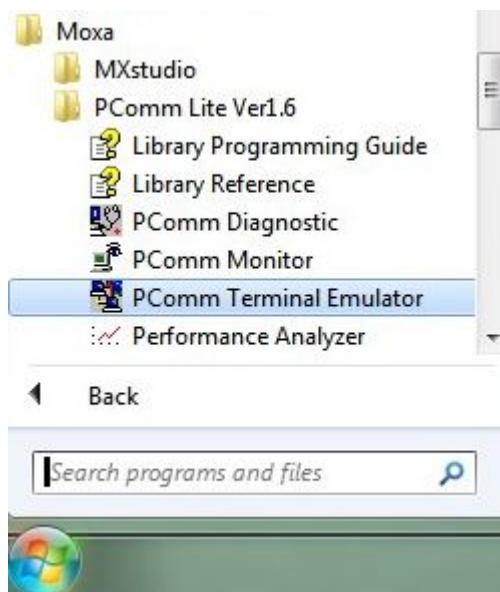 Moxa
MXstudio
PComm Lite Ver1.6
Library Programming Guide
Library Reference
PComm Diagnostic
PComm Monitor
PComm Terminal Emulator
Performance Analyzer
Back
Search programs and files